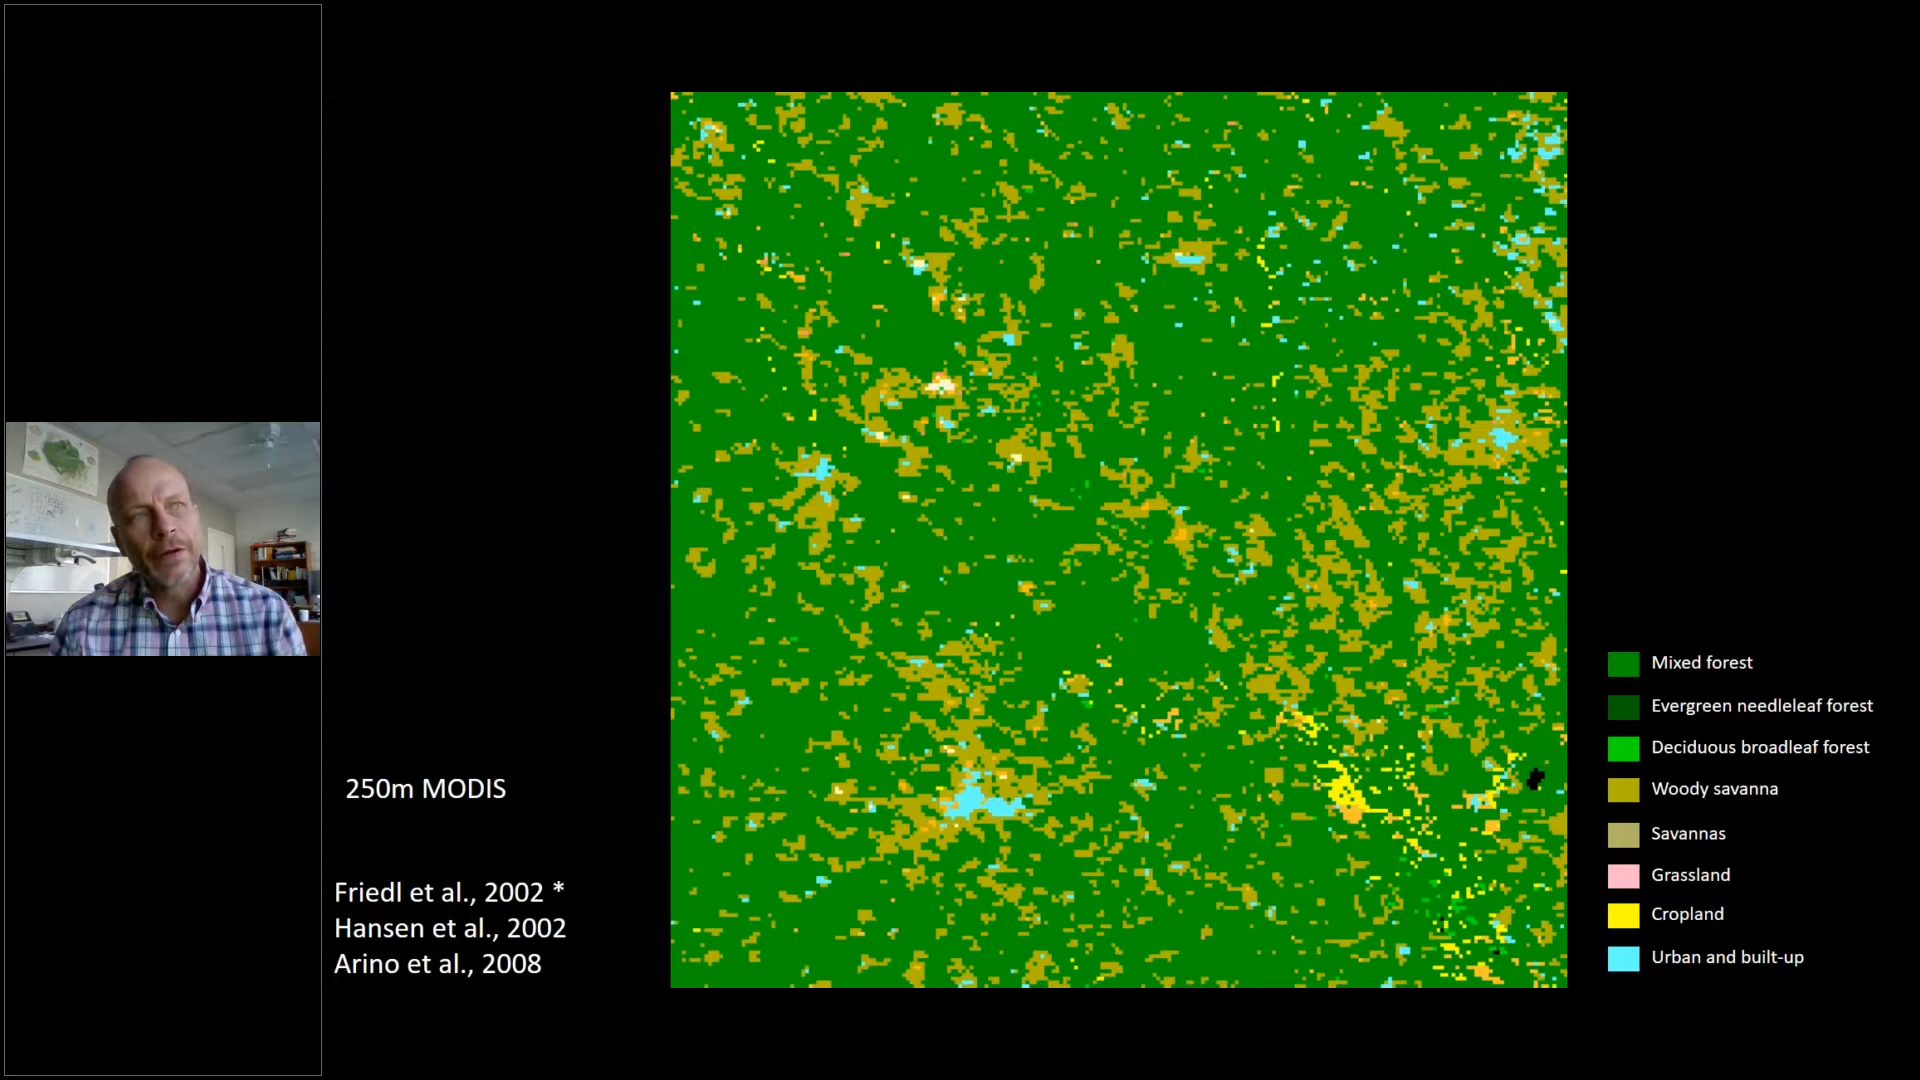 250m MODIS
Friedl et al., 2002 *
Hansen et al., 2002
Arino et al., 2008
Mixed forest
Evergreen needleleaf forest
Deciduous broadleaf forest
Woody savanna
Savannas
Grassland
Cropland
Urban and built-up